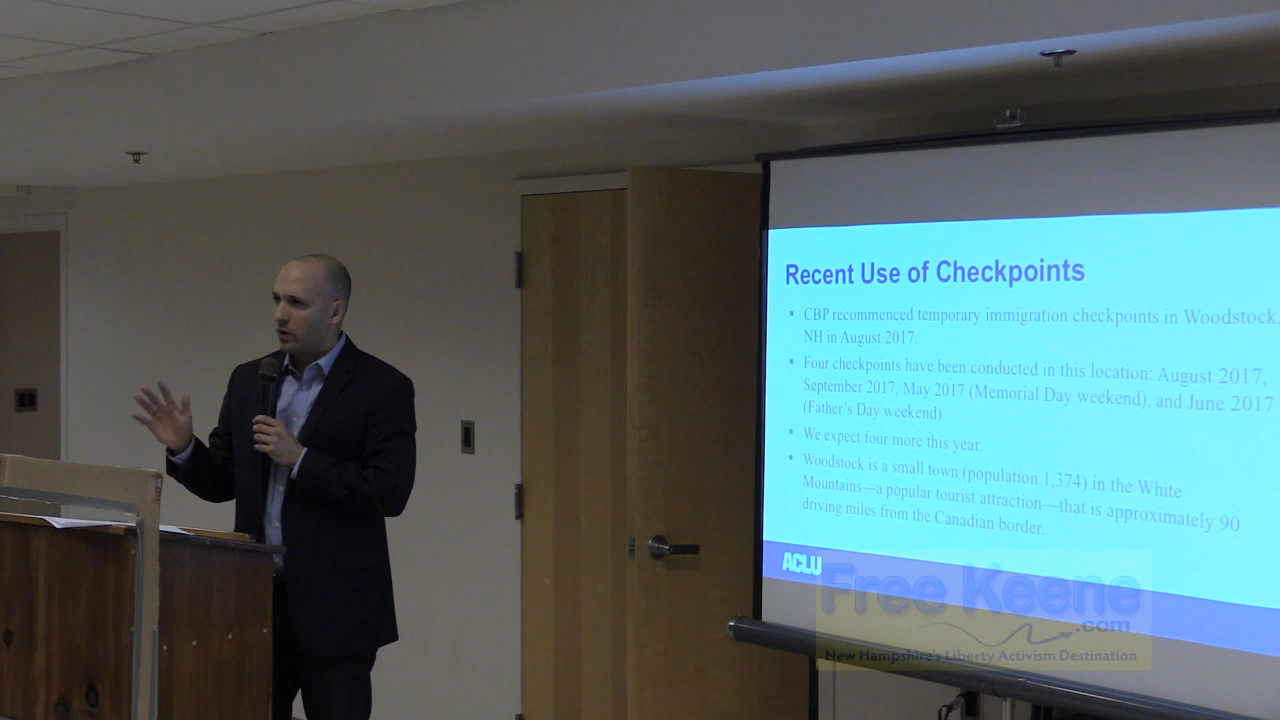 Recent Use of Checkpoints
CBP recommenced temporary immigration checkpoints in Woodstock,
NH in August 2017.
Four checkpoints have been conducted in this location: August 2017,
September 2017, May 2017 (Memorial Day weekend), and June 2017
(Father's Day weekend).
We expect four more this year.
Woodstock is a small town (population 1,374) in the White
Mountains—a popular tourist attraction—that is approximately 90
driving miles from the Canadian border.
ACLU
Free Keene
.com
New Hampshire's Liberty Activism Destination